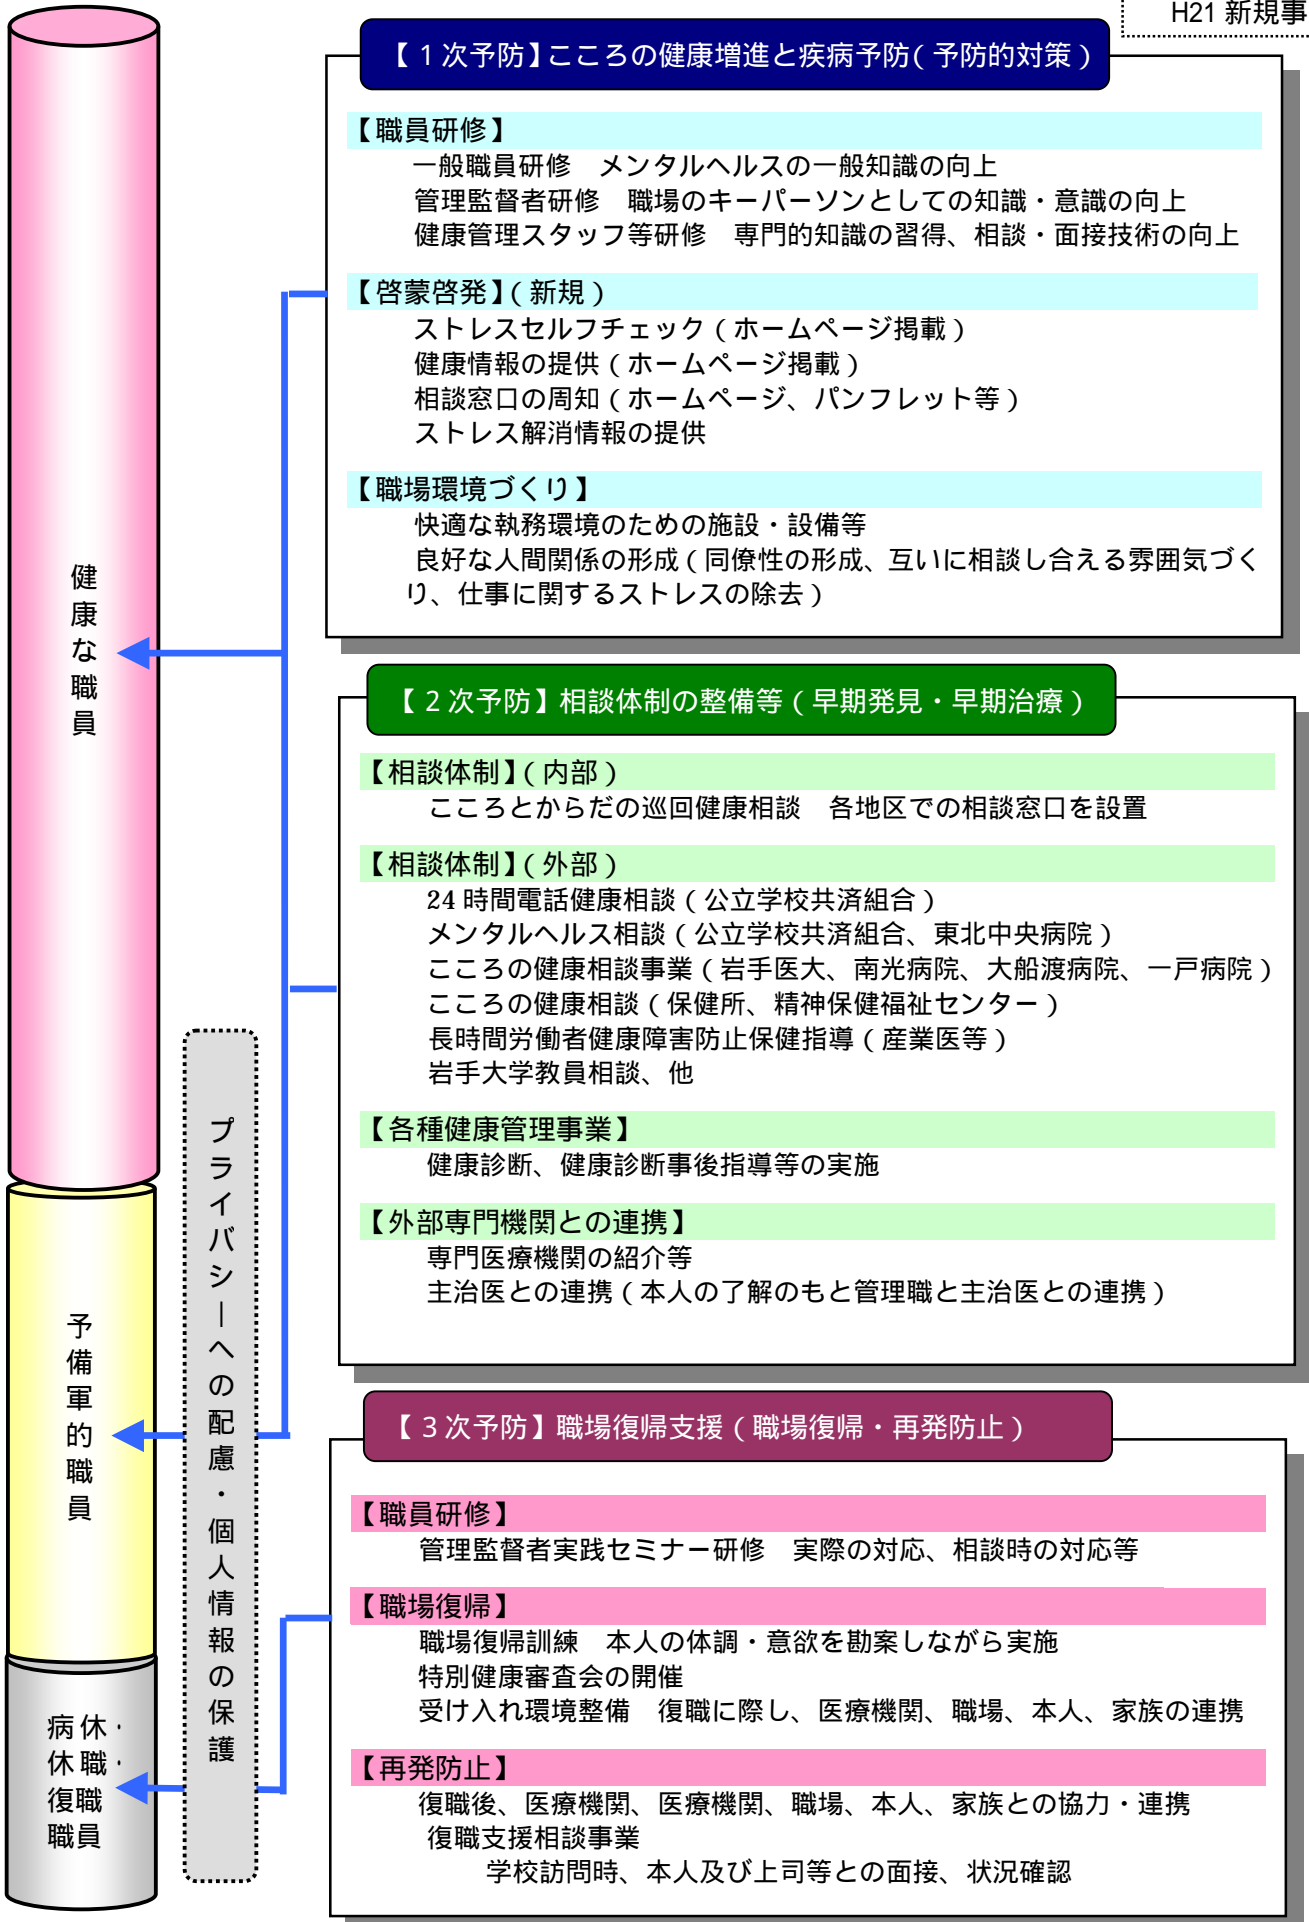 H21 新規事
【１次予防】こころの健康増進と疾病予防(予防的対策)
【職員研修】
一般職員研修　メンタルヘルスの一般知識の向上
管理監督者研修　職場のキーパーソンとしての知識・意識の向上
健康管理スタッフ等研修　専門的知識の習得、相談・面接技術の向上
【啓蒙啓発】(新規)
ストレスセルフチェック(ホームページ掲載)
健康情報の提供(ホームページ掲載)
相談窓口の周知(ホームページ、パンフレット等)
ストレス解消情報の提供
【職場環境づくり】
快適な執務環境のための施設・設備等
良好な人間関係の形成(同僚性の形成、互いに相談し合える雰囲気づく
り、仕事に関するストレスの除去)
健康な職員
【２次予防】相談体制の整備等(早期発見・早期治療)
【相談体制】(内部)
こころとからだの巡回健康相談　各地区での相談窓口を設置
【相談体制】(外部)
24 時間電話健康相談(公立学校共済組合)
メンタルヘルス相談(公立学校共済組合、東北中央病院)
こころの健康相談事業(岩手医大、南光病院、大船渡病院、一戸病院)
こころの健康相談(保健所、精神保健福祉センター)
長時間労働者健康障害防止保健指導(産業医等)
岩手大学教員相談、他
【各種健康管理事業】
健康診断、健康診断事後指導等の実施
【外部専門機関との連携】
専門医療機関の紹介等
主治医との連携(本人の了解のもと管理職と主治医との連携)
プライバシーへの配慮・個人情報の保護
予備軍的職員
【３次予防】職場復帰支援(職場復帰・再発防止)
【職員研修】
管理監督者実践セミナー研修　実際の対応、相談時の対応等
【職場復帰】
職場復帰訓練　本人の体調・意欲を勘案しながら実施
特別健康審査会の開催
受け入れ環境整備　復職に際し、医療機関、職場、本人、家族の連携
【再発防止】
復職後、医療機関、医療機関、職場、本人、家族との協力・連携
復職支援相談事業
学校訪問時、本人及び上司等との面接、状況確認
病休・
休職・
復職
職員